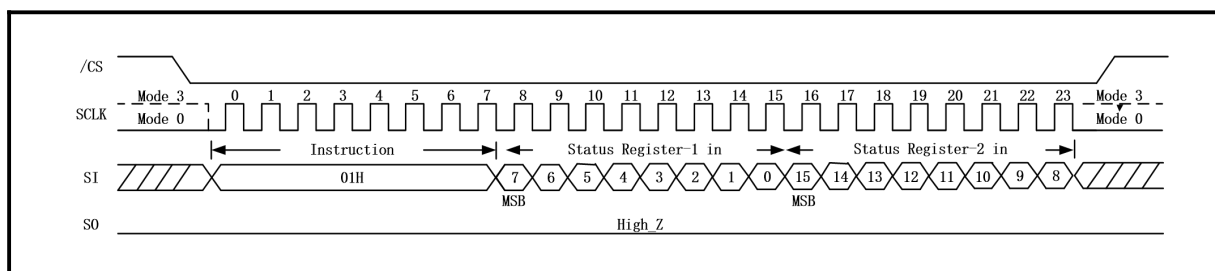 /CS
Mode 3 0 1 2 3 4 5 6 7 8 9 10 11 12 13 14 15 16 17 18 19 20 21 22 23 Mode 3
SCLK
Mode 0 Mode 0
Instruction Status Register-1 in Status Register-2 in
SI 01H 7 6 5 4 3 2 1 0 15 14 13 12 11 10 9 8
MSB MSB
SO High_Z